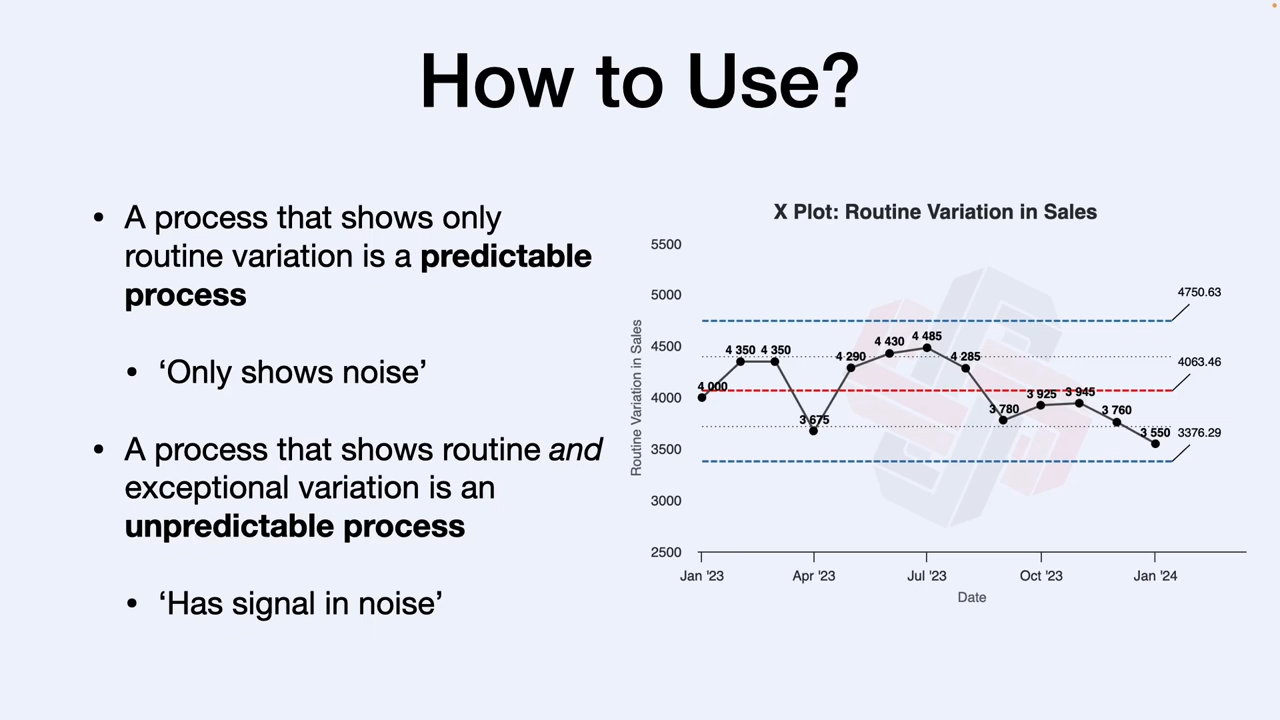 How to Use?
• A process that shows only
routine variation is a predictable
process
• ‘Only shows noise’
• A process that shows routine and
exceptional variation is an
unpredictable process
• ‘Has signal in noise’
X Plot: Routine Variation in Sales
Routine Variation in Sales
5500
5000
4500
4000
3500
3000
2500
4750.63
4063.46
3376.29
4 000
4 350
4 350
3 675
4 290
4 430
4 485
4 285
3 780
3 925
3 945
3 760
3 550
Jan '23
Apr '23
Jul '23
Oct '23
Jan '24
Date